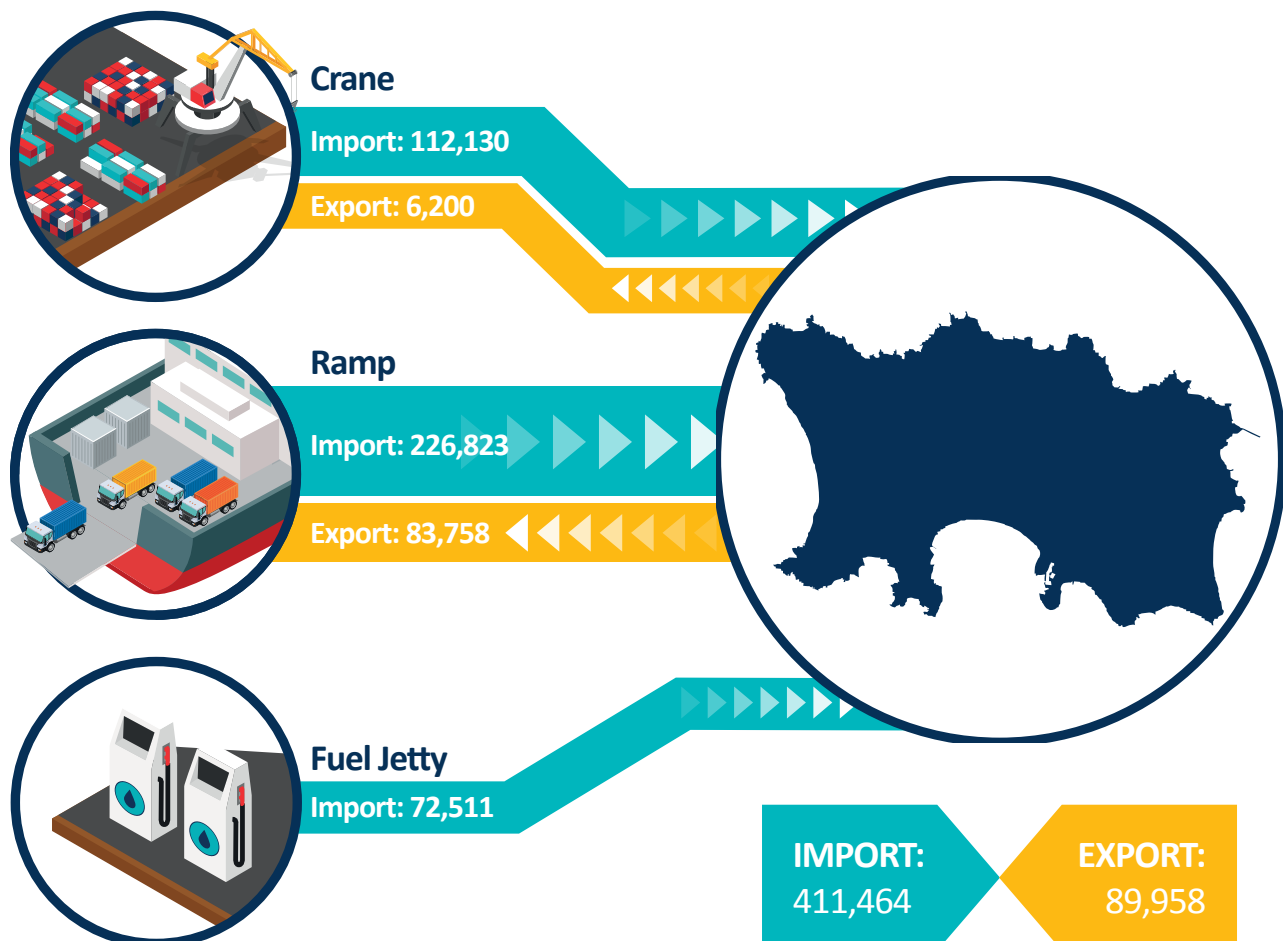 Crane
Import: 112,130
Export: 6,200
Ramp
Import: 226,823
Export: 83,758
Fuel Jetty
Import: 72,511
IMPORT:
411,464
EXPORT:
89,958